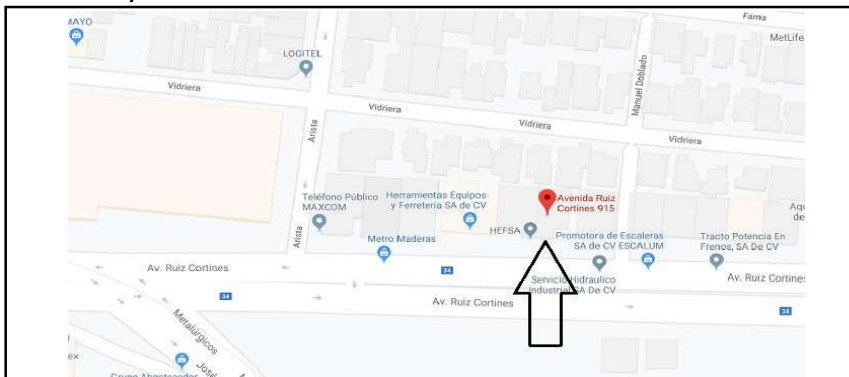 MAYO
Fama
MetLife
LOGITEL
Vidriera
Manuel Doblado
Vidriera
Vidriera
Vidriera
Arista
Teléfono Público
MAXCOM
Herramientas Equipos
y Ferretería SA de CV
Avenida Ruiz
Cortines 915
HEFSA
Arista
Metro Maderas
Promotora de Escaleras
SA de CV ESCALUM
Tracto Potencia En
Frenos, SA De CV
Av. Ruiz Cortines
34
Servicio Hidraulico
Industrial SA De CV
Av. Ruiz Cortines
34
Av. Ruiz Cortines
34
Metalúrgicos
José